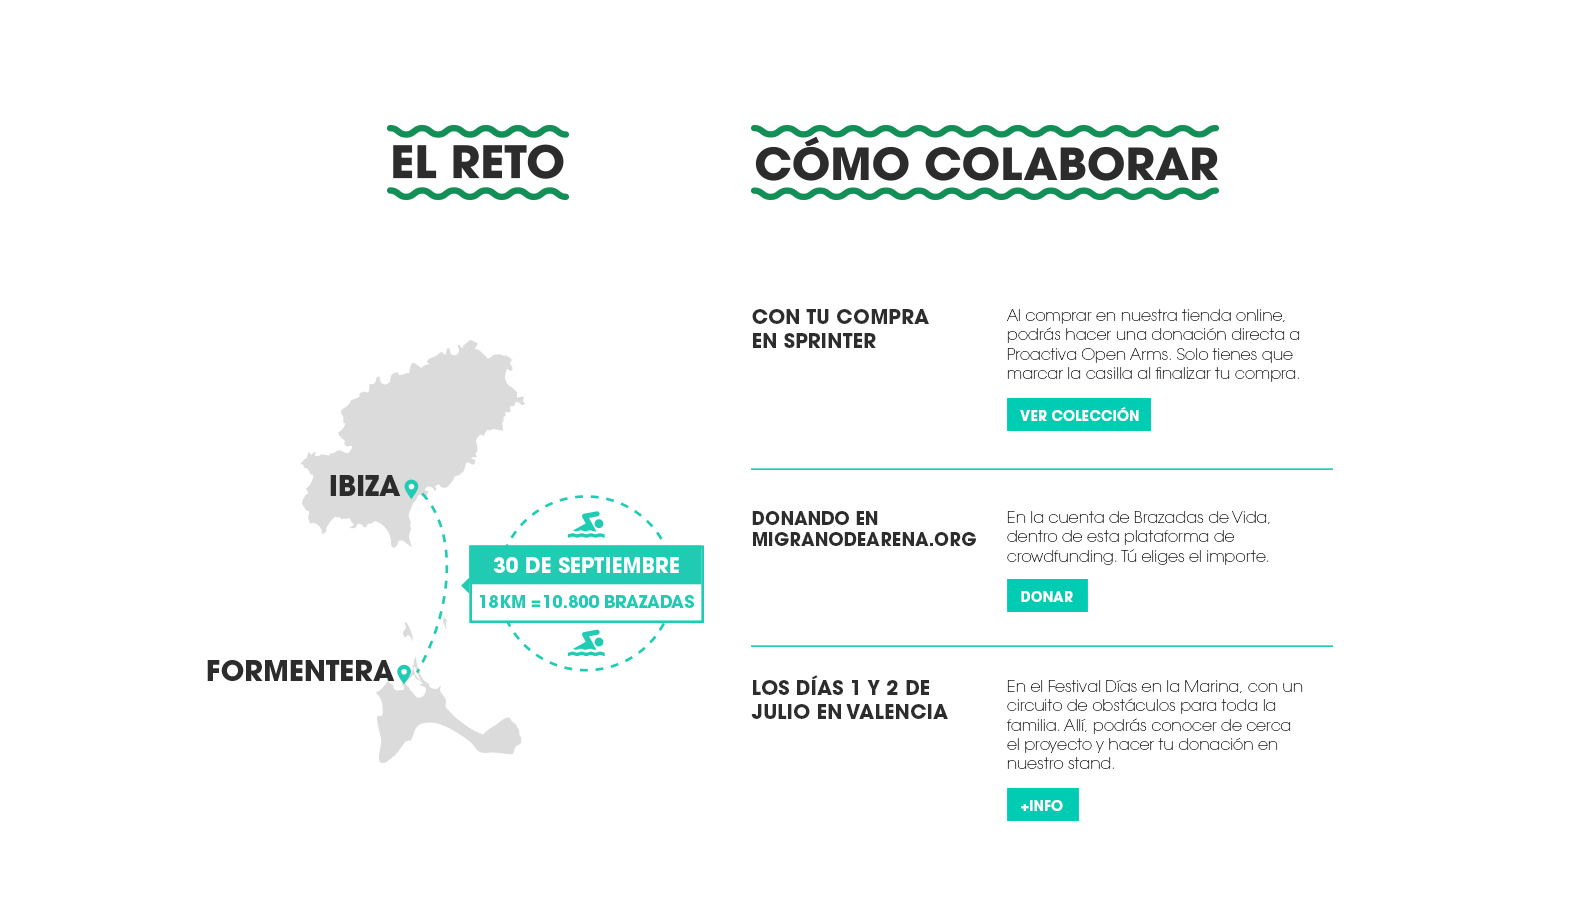 EL RETO
IBIZA
30 DE SEPTIEMBRE
18KM = 10.800 BRAZADAS
FORMENTERA
CÓMO COLABORAR
CON TU COMPRA
EN SPRINTER
Al comprar en nuestra tienda online,
podrás hacer una donación directa a
Proactiva Open Arms. Solo tienes que
marcar la casilla al finalizar tu compra.
VER COLECCIÓN
DONANDO EN
MIGRANODEARENA.ORG
En la cuenta de Brazadas de Vida,
dentro de esta plataforma de
crowdfunding. Tú eliges el importe.
DONAR
LOS DÍAS 1 Y 2 DE
JULIO EN VALENCIA
En el Festival Días en la Marina, con un
circuito de obstáculos para toda la
familia. Allí, podrás conocer de cerca
el proyecto y hacer tu donación en
nuestro stand.
+INFO